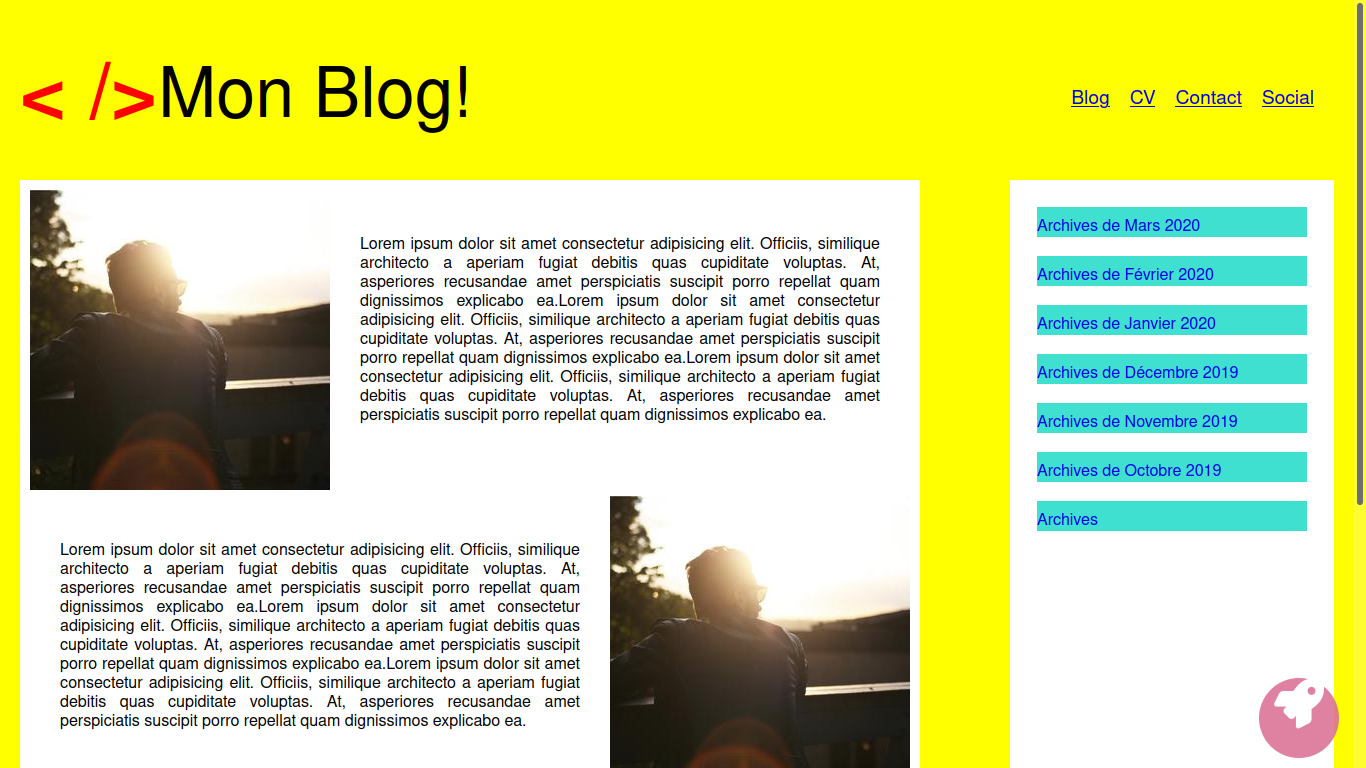 < />Mon Blog!
Blog CV Contact Social
Lorem ipsum dolor sit amet consectetur adipisicing elit. Officiis, similique
architecto a aperiam fugiat debitis quas cupiditate voluptas. At,
asperiores recusandae amet perspiciatis suscipit porro repellat quam
dignissimos explicabo ea.Lorem ipsum dolor sit amet consectetur
adipisicing elit. Officiis, similique architecto a aperiam fugiat debitis quas
cupiditate voluptas. At, asperiores recusandae amet perspiciatis suscipit
porro repellat quam dignissimos explicabo ea.Lorem ipsum dolor sit amet
consectetur adipisicing elit. Officiis, similique architecto a aperiam fugiat
debitis quas cupiditate voluptas. At, asperiores recusandae amet
perspiciatis suscipit porro repellat quam dignissimos explicabo ea.
Lorem ipsum dolor sit amet consectetur adipisicing elit. Officiis, similique
architecto a aperiam fugiat debitis quas cupiditate voluptas. At,
asperiores recusandae amet perspiciatis suscipit porro repellat quam
dignissimos explicabo ea.Lorem ipsum dolor sit amet consectetur
adipisicing elit. Officiis, similique architecto a aperiam fugiat debitis quas
cupiditate voluptas. At, asperiores recusandae amet perspiciatis suscipit
porro repellat quam dignissimos explicabo ea.Lorem ipsum dolor sit amet
consectetur adipisicing elit. Officiis, similique architecto a aperiam fugiat
debitis quas cupiditate voluptas. At, asperiores recusandae amet
perspiciatis suscipit porro repellat quam dignissimos explicabo ea.
Archives de Mars 2020
Archives de Février 2020
Archives de Janvier 2020
Archives de Décembre 2019
Archives de Novembre 2019
Archives de Octobre 2019
Archives